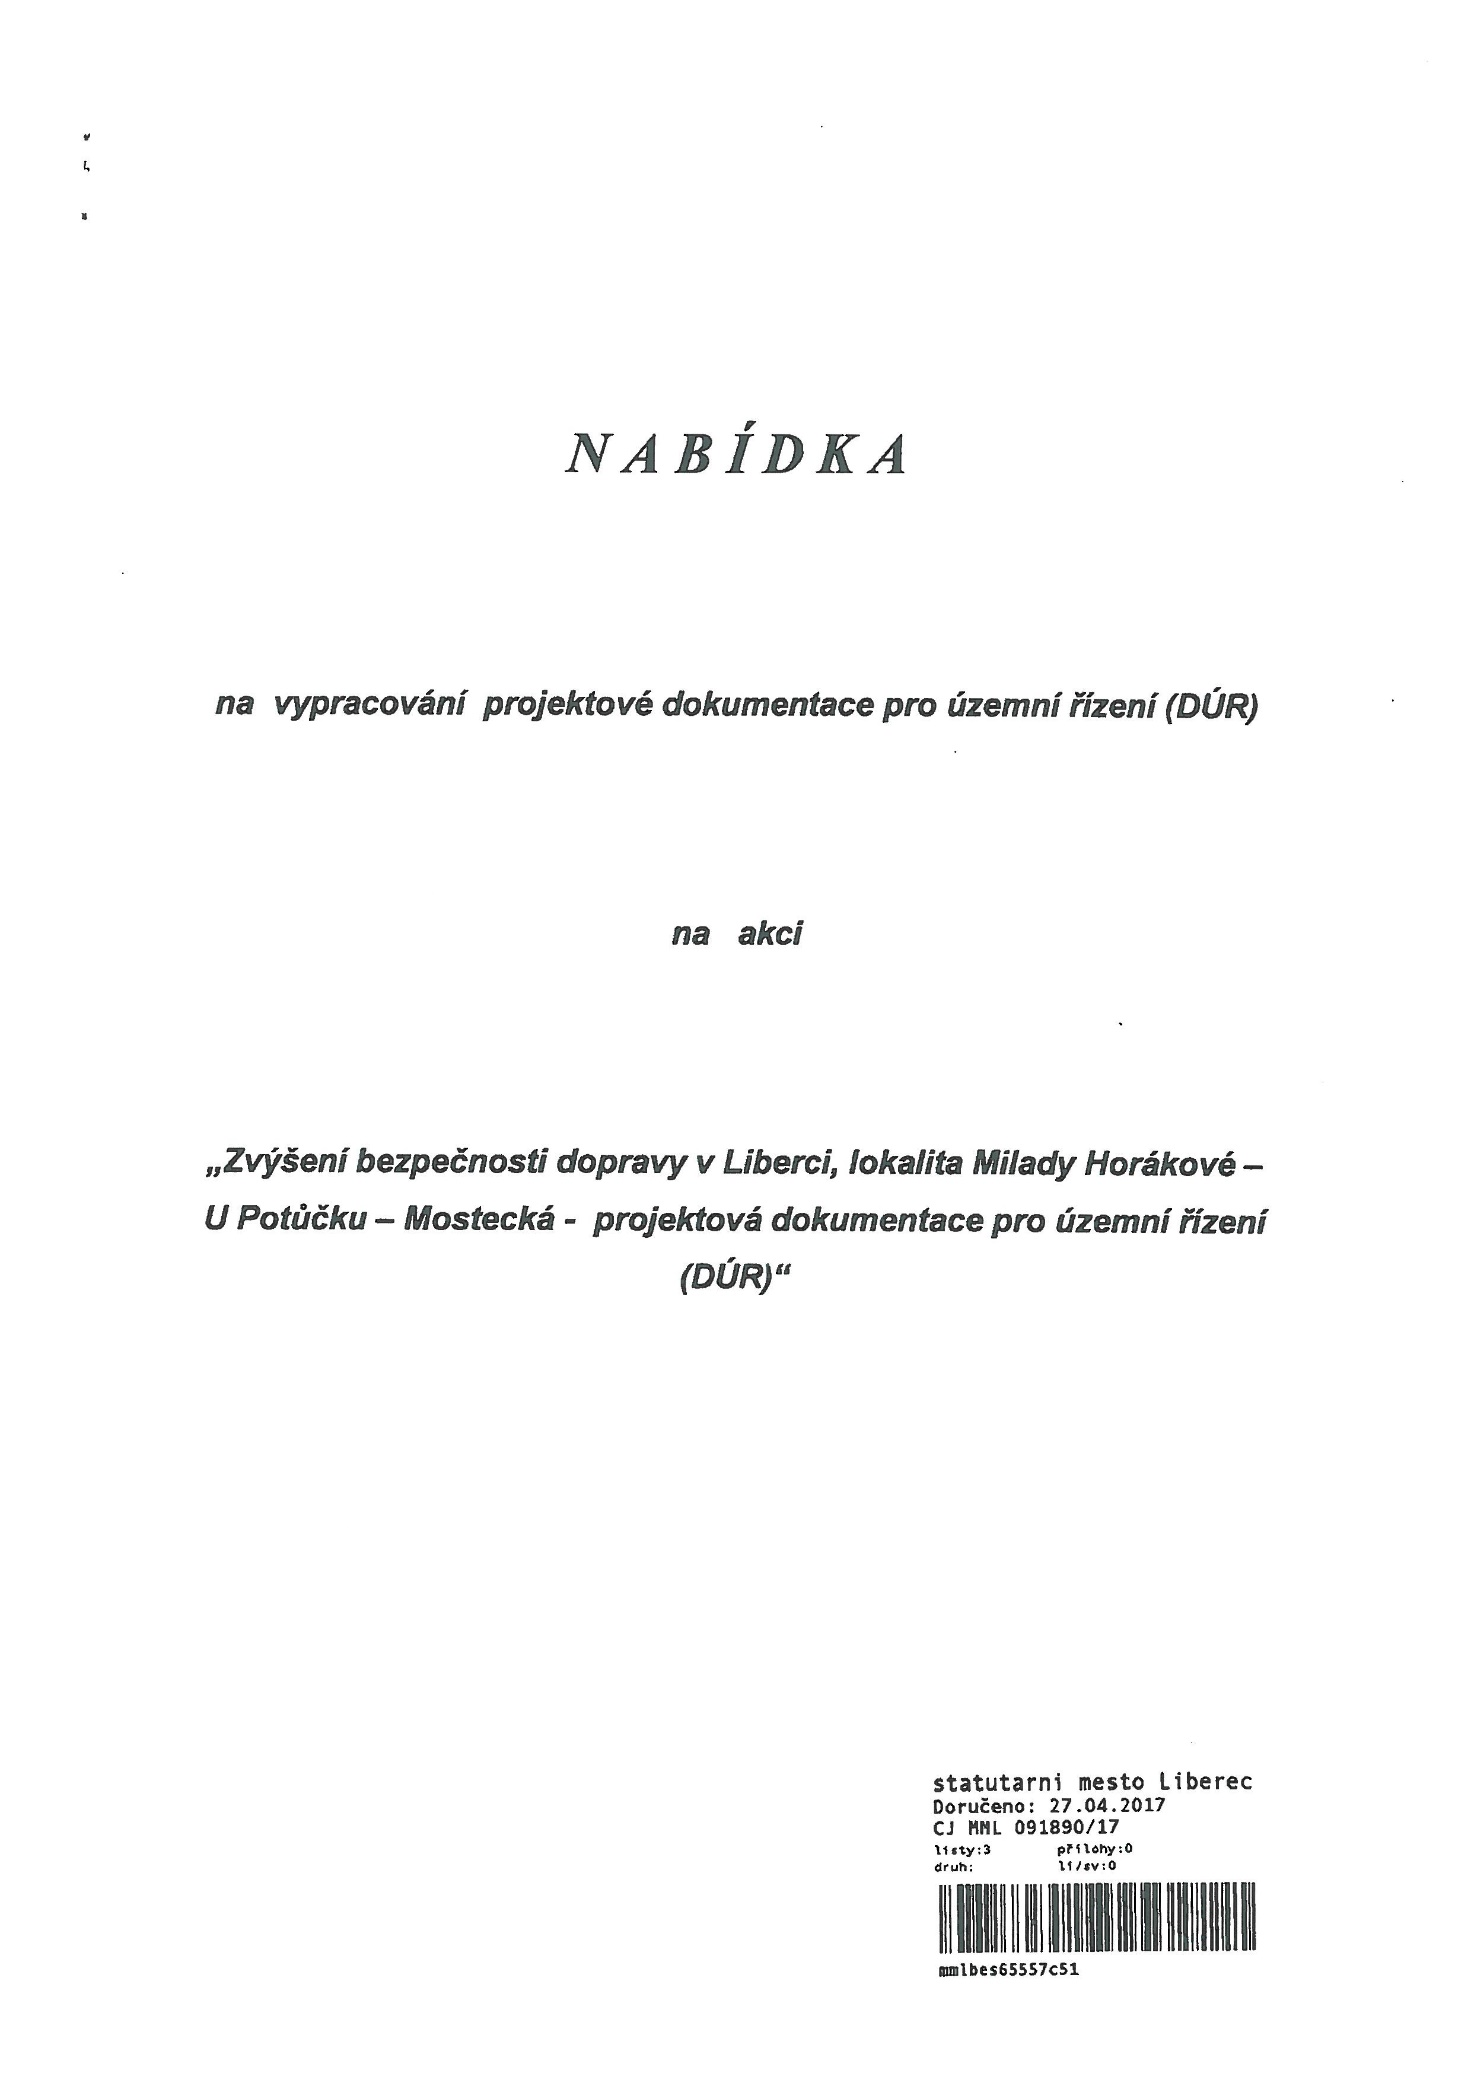 NABÍDKA
na vypracování projektové dokumentace pro územní řízení (DÚR)
na akci
„Zvýšení bezpečnosti dopravy v Liberci, lokalita Milady Horákové –
U Potůčku – Mostecká - projektová dokumentace pro územní řízení
(DÚR)“
statutarni mesto Liberec
Doručeno: 27.04.2017
CJ MML 091890/17
listy:3 přílohy:0
druh: li/sv:0
mmlbes65557c51